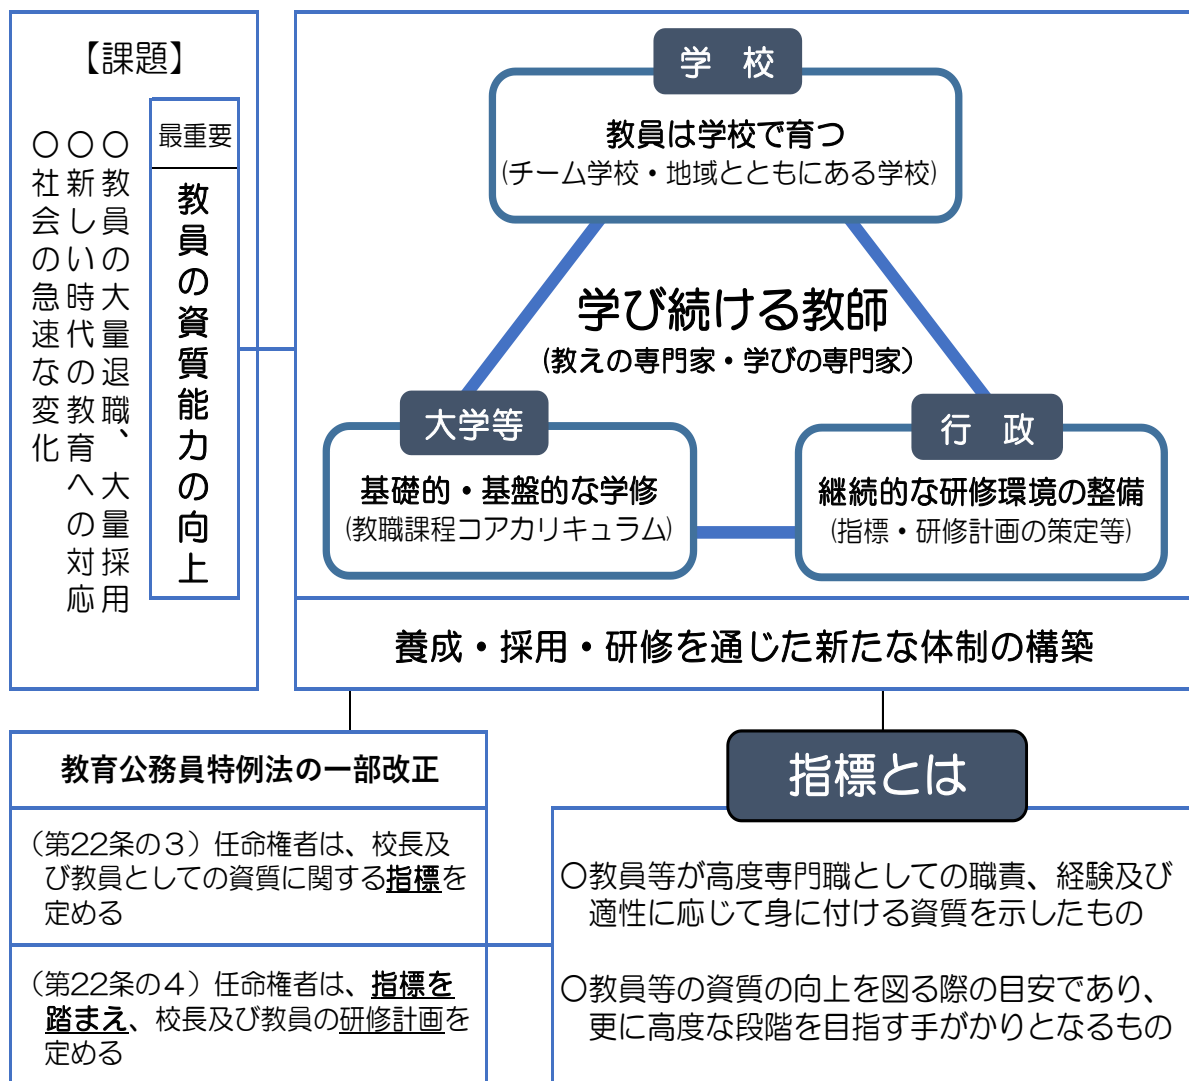 【課題】
最重要
教員の資質能力の向上
〇教員の大量退職、大量採用
〇新しい時代の教育への対応
〇社会の急速な変化
学　校
教員は学校で育つ
(チーム学校・地域とともにある学校)
学び続ける教師
(教えの専門家・学びの専門家)
大学等
基礎的・基盤的な学修
(教職課程コアカリキュラム)
行　政
継続的な研修環境の整備
(指標・研修計画の策定等)
養成・採用・研修を通じた新たな体制の構築
教育公務員特例法の一部改正
（第22条の３）任命権者は、校長及
び教員としての資質に関する指標を
定める
（第22条の４）任命権者は、指標を
踏まえ、校長及び教員の研修計画を
定める
指標とは
〇教員等が高度専門職としての職責、経験及び
適性に応じて身に付ける資質を示したもの
〇教員等の資質の向上を図る際の目安であり、
更に高度な段階を目指す手がかりとなるもの